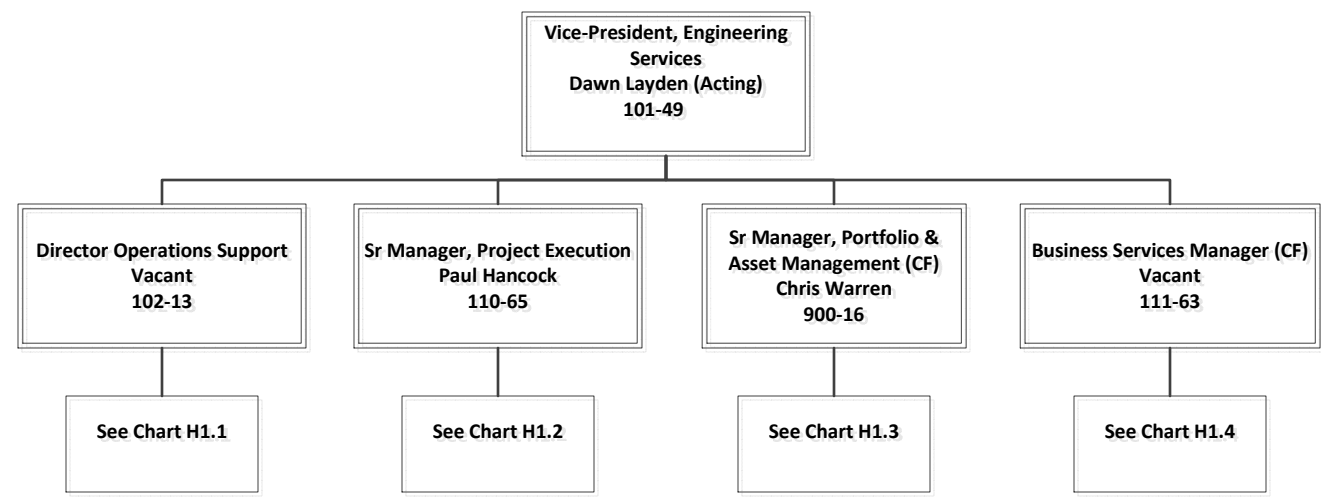 Vice-President, Engineering
Services
Dawn Layden (Acting)
101-49
Director Operations Support
Vacant
102-13
Sr Manager, Project Execution
Paul Hancock
110-65
Sr Manager, Portfolio &
Asset Management (CF)
Chris Warren
900-16
Business Services Manager (CF)
Vacant
111-63
See Chart H1.1
See Chart H1.2
See Chart H1.3
See Chart H1.4